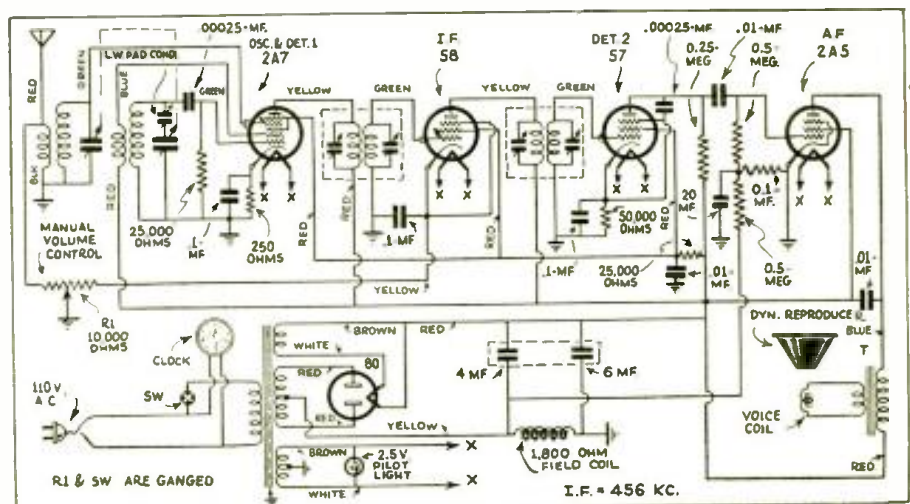 .00025-MF.
OSC. & DET. 1
2A7
I.F.
58
DET. 2
57
.00025-MF
0.25-
MEG
.01-
MF.
0.5-
MEG.
A.F
2A5
L.W. PAD COND.
GREEN
BLUE
GREEN
RED
BLK
RED
YELLOW
GREEN
YELLOW
GREEN
25,000
OHMS
.1-
MF
250
OHMS
RED
RED
.1-MF
RED
.1-MF
50,000
OHMS
RED
25,000
OHMS
20
MF
.01-
MF
0.1-
MF.
0.5-
MEG
.01-
MF
MANUAL
VOLUME
CONTROL
R1
10,000
OHMS
YELLOW
BROWN
RED
WHITE
RED
80
RED
YELLOW
BROWN
WHITE
2.5 V
PILOT
LIGHT
CLOCK
SW
110 V
A C
4 MF
6 MF
1,800 OHM
FIELD COIL
X
X
X X
X X
X X
X X
DYN. REPRODUCE
R
BLUE
T
VOICE
COIL
RED
R1 & SW ARE GANGED
I.F. = 456 KC.